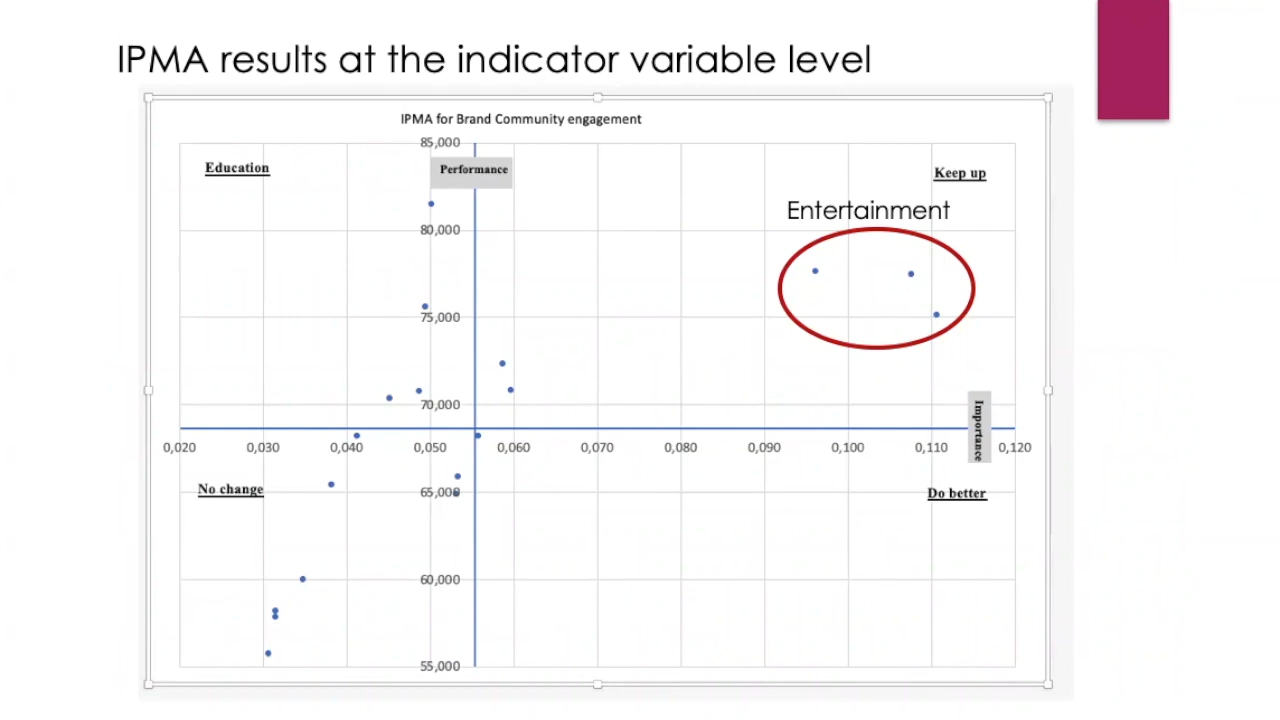 IPMA results at the indicator variable level
IPMA for Brand Community engagement
85,000
Education
Performance
Keep up
Entertainment
80,000
75,000
70,000
Importance
0,020 0,030 0,040 0,050 0,060 0,070 0,080 0,090 0,100 0,110 0,120
No change
65,000
Do better
60,000
55,000